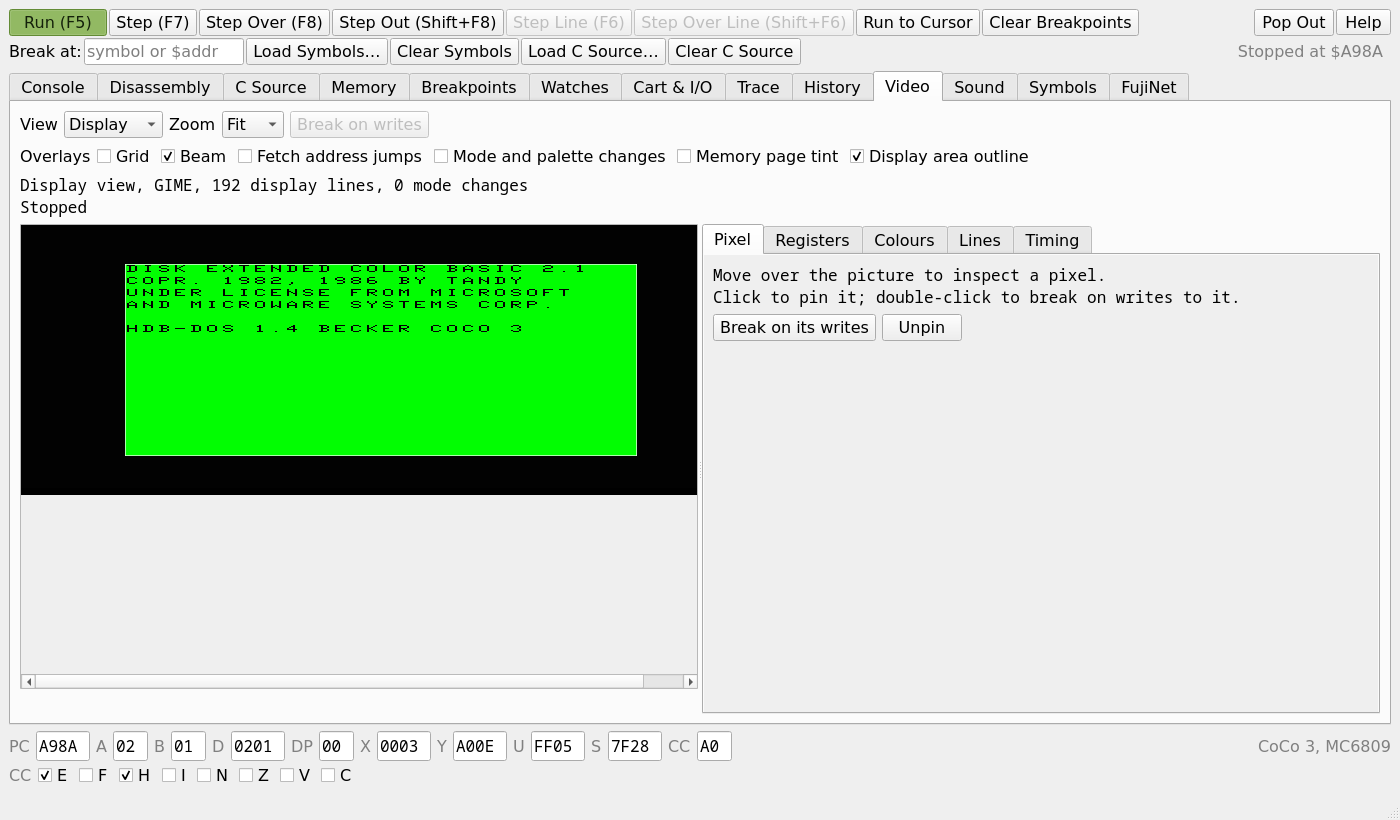 Run (F5) Step (F7) Step Over (F8) Step Out (Shift+F8) Step Line (F6) Step Over Line (Shift+F6) Run to Cursor Clear Breakpoints Pop Out Help
Break at: symbol or $addr Load Symbols... Clear Symbols Load C Source... Clear C Source Stopped at $A98A
Console Disassembly C Source Memory Breakpoints Watches Cart & I/O Trace History Video Sound Symbols FujiNet
View Display Zoom Fit Break on writes
Overlays Grid Beam Fetch address jumps Mode and palette changes Memory page tint Display area outline
Display view, GIME, 192 display lines, 0 mode changes
Stopped
DISK EXTENDED COLOR BASIC 2.1
COPR. 1982, 1986 BY TANDY
UNDER LICENSE FROM MICROSOFT
AND MICROWARE SYSTEMS CORP.
HDB-DOS 1.4 BECKER COCO 3
Pixel Registers Colours Lines Timing
Move over the picture to inspect a pixel.
Click to pin it; double-click to break on writes to it.
Break on its writes Unpin
PC A98A A 02 B 01 D 0201 DP 00 X 0003 Y A00E U FF05 S 7F28 CC A0 CoCo 3, MC6809
CC E F H I N Z V C